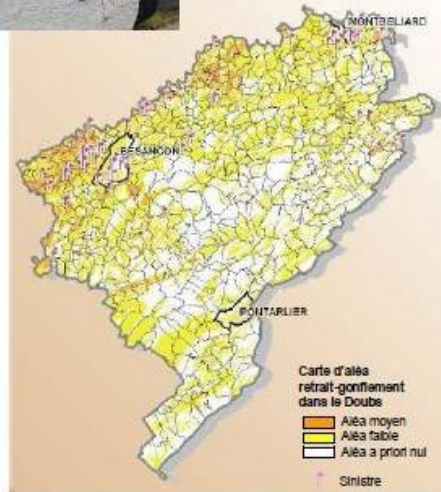 MONTBELIARD
BESANCON
PONTARLIER
Carte d'aléa
retrait-gonflement
dans le Doubs
Aléa moyen
Aléa faible
Aléa a priori nul
Sinistre